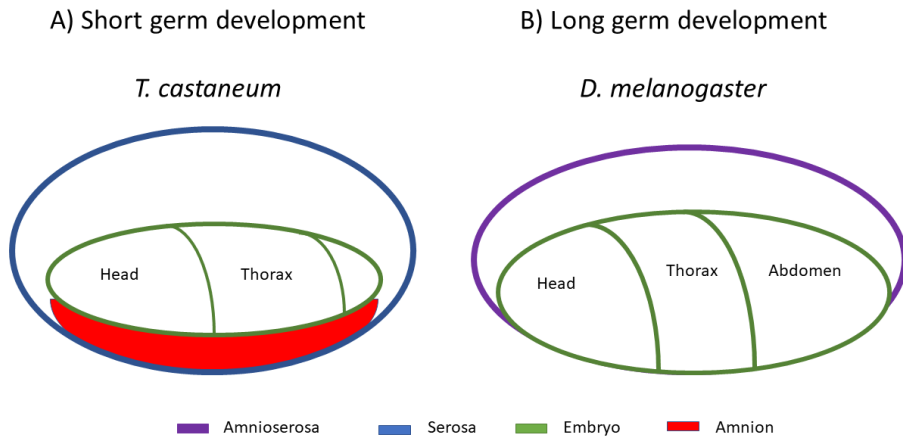 A) Short germ development
B) Long germ development
T. castaneum
D. melanogaster
Head
Thorax
Head
Thorax
Abdomen
Amnioserosa
Serosa
Embryo
Amnion